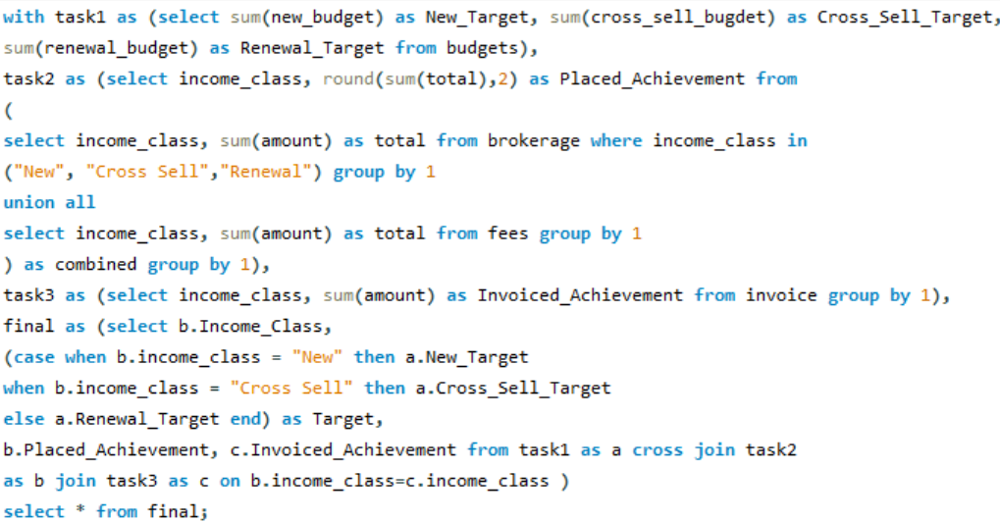 with task1 as (select sum(new_budget) as New_Target, sum(cross_sell_bugdet) as Cross_Sell_Target,
sum(renewal_budget) as Renewal_Target from budgets),
task2 as (select income_class, round(sum(total),2) as Placed_Achievement from
(
select income_class, sum(amount) as total from brokerage where income_class in
("New", "Cross Sell","Renewal") group by 1
union all
select income_class, sum(amount) as total from fees group by 1
) as combined group by 1),
task3 as (select income_class, sum(amount) as Invoiced_Achievement from invoice group by 1),
final as (select b.Income_Class,
(case when b.income_class = "New" then a.New_Target
when b.income_class = "Cross Sell" then a.Cross_Sell_Target
else a.Renewal_Target end) as Target,
b.Placed_Achievement, c.Invoiced_Achievement from task1 as a cross join task2
as b join task3 as c on b.income_class=c.income_class )
select * from final;